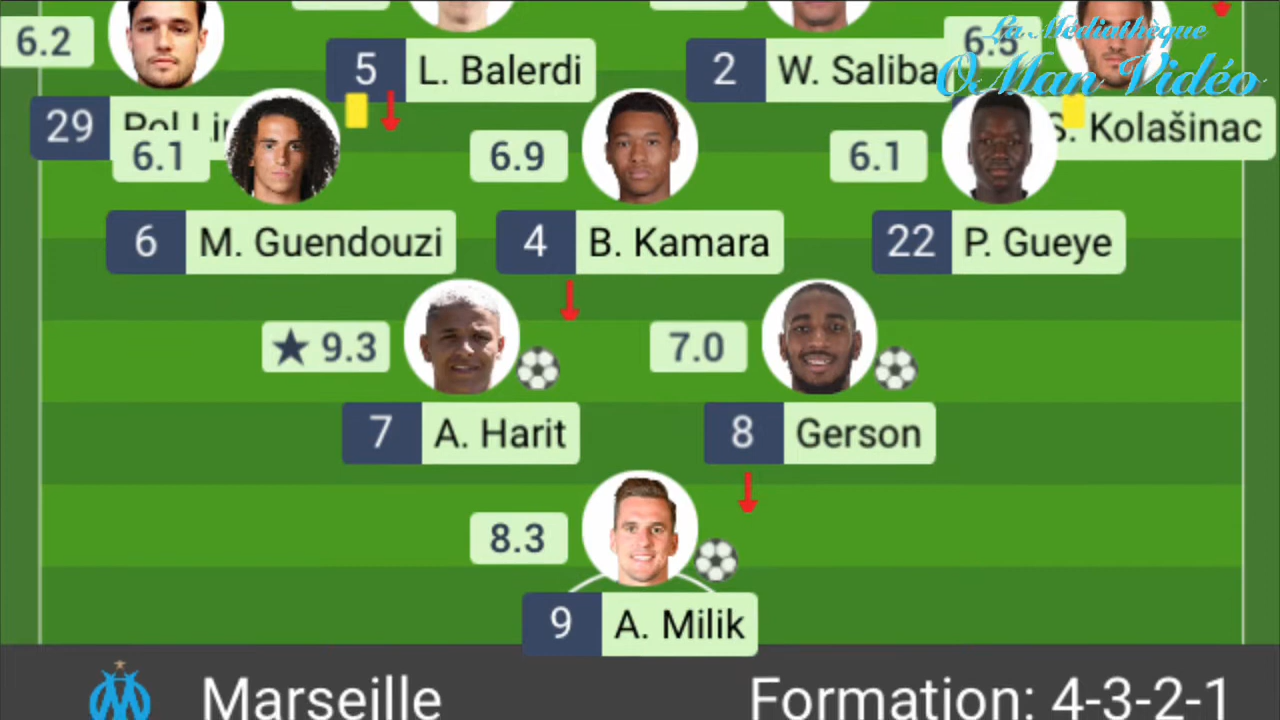 La Médiathèque
OMan Vidéo
6.2
6.5
5 L. Balerdi
2 W. Saliba
29 Pol Lir
S. Kolašinac
6.1
6.9
6.1
6 M. Guendouzi
4 B. Kamara
22 P. Gueye
★ 9.3
7.0
7 A. Harit
8 Gerson
8.3
9 A. Milik
Marseille
Formation: 4-3-2-1